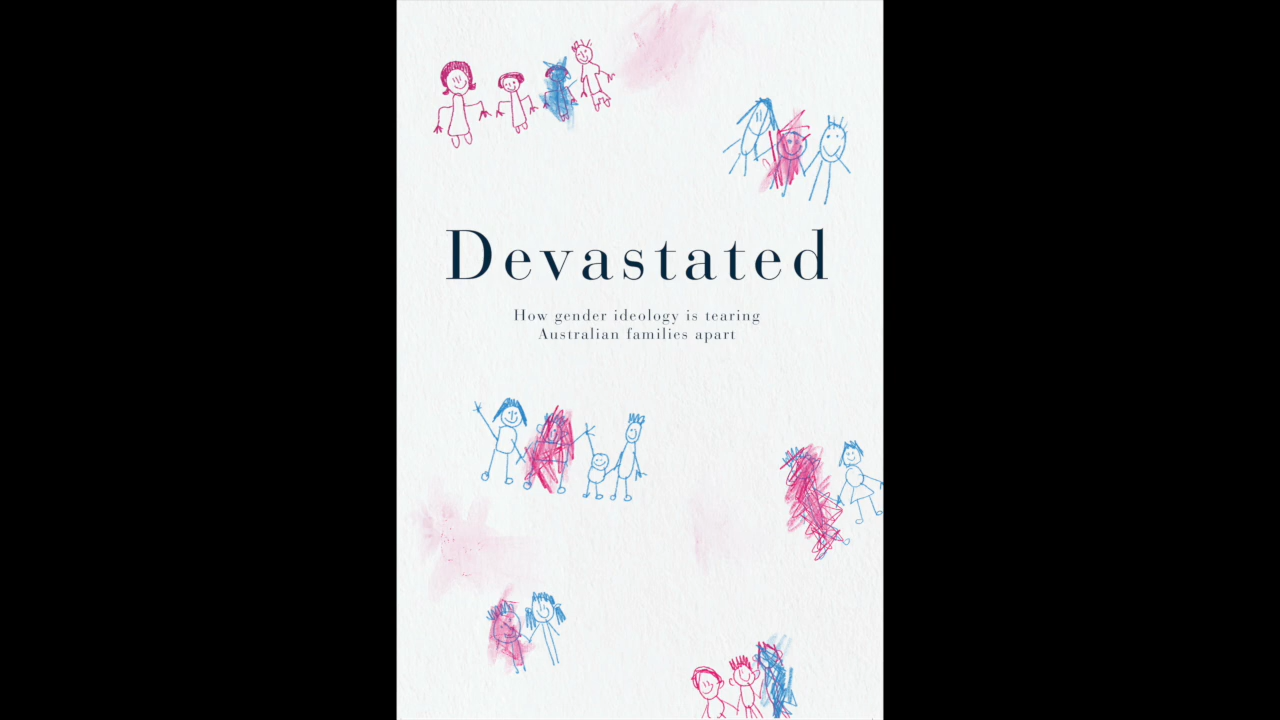 Devastated
How gender ideology is tearing
Australian families apart